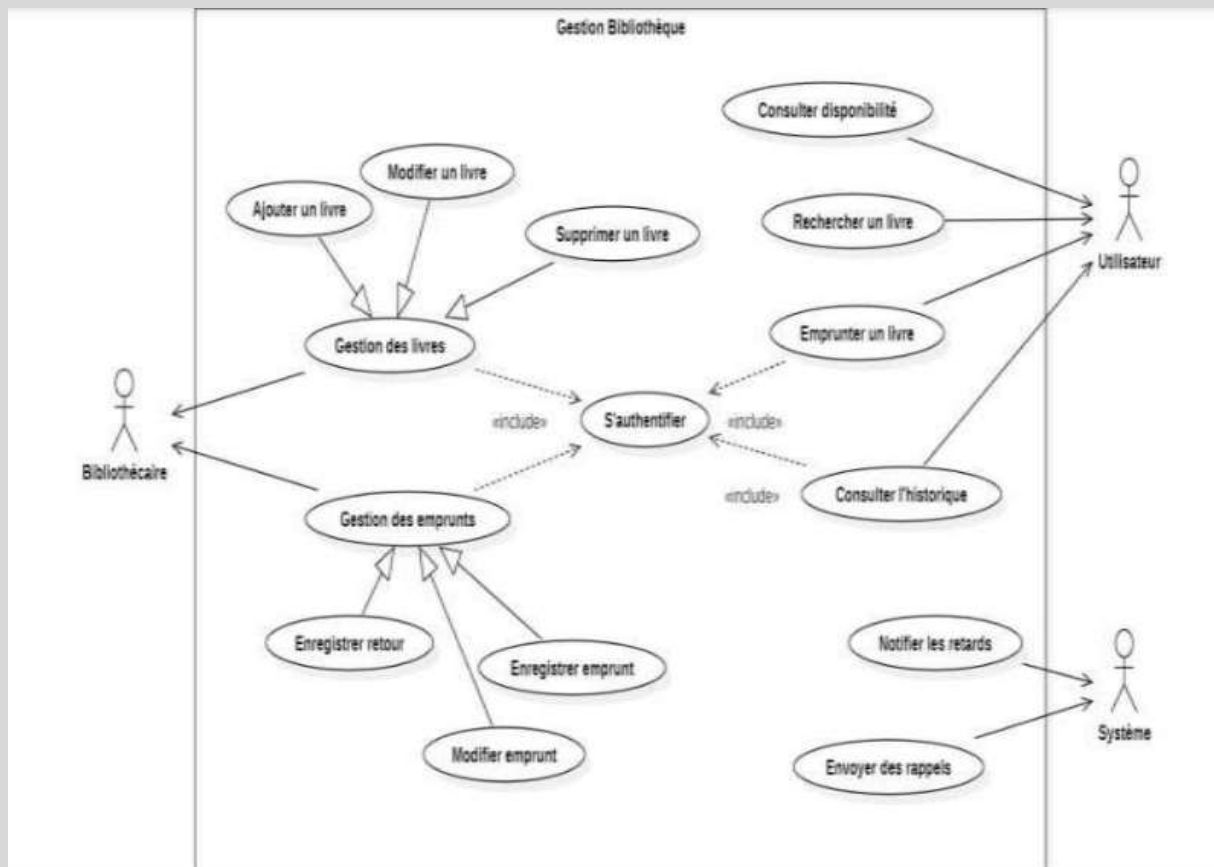 Gestion Bibliothèque
Consulter disponibilité
Modifier un livre
Ajouter un livre
Rechercher un livre
Supprimer un livre
Utilisateur
Gestion des livres
Emprunter un livre
«include»
S'authentifier
«include»
Bibliothécaire
«include»
Consulter l'historique
Gestion des emprunts
Enregistrer retour
Enregistrer emprunt
Notifier les retards
Modifier emprunt
Système
Envoyer des rappels